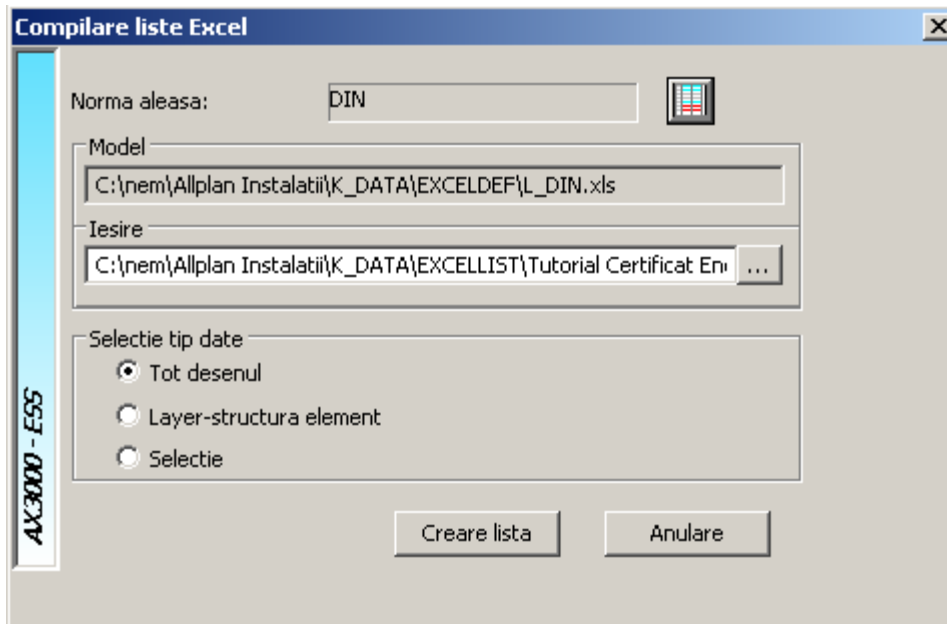 Compilare liste Excel
Norma aleasa: DIN
Model
C:\nem\Allplan Instalatii\K_DATA\EXCELDEF\L_DIN.xls
Iesire
C:\nem\Allplan Instalatii\K_DATA\EXCELLIST\Tutorial Certificat En ...
Selectie tip date
Tot desenul
Layer-structura element
Selectie
Creare lista Anulare
AX3000 - ESS